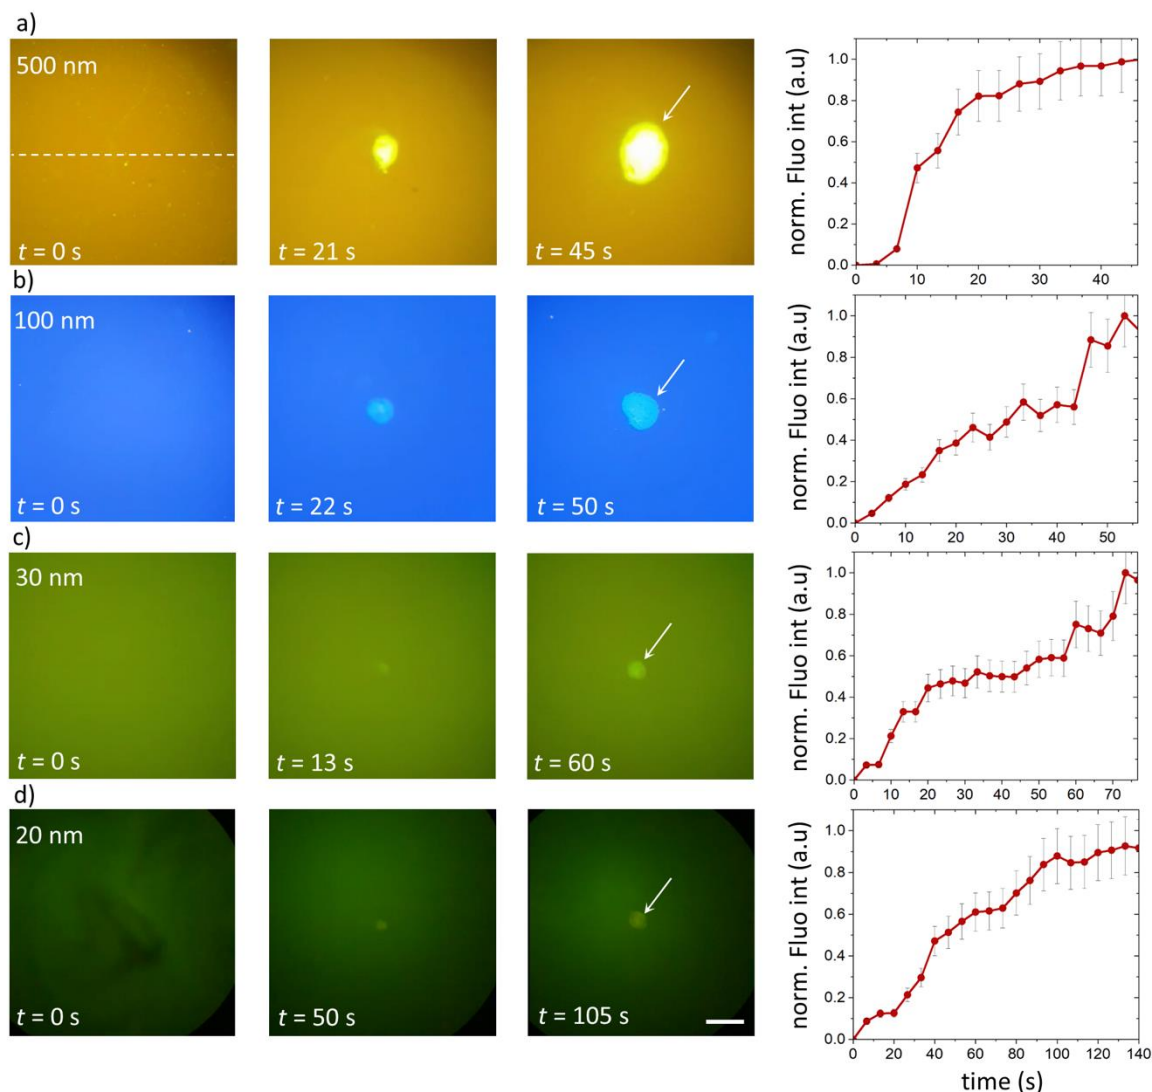 a)
500 nm
t = 0 s
t = 21 s
t = 45 s
norm. Fluo int (a.u)
1.0
0.8
0.6
0.4
0.2
0.0
0 10 20 30 40
b)
100 nm
t = 0 s
t = 22 s
t = 50 s
norm. Fluo int (a.u)
1.0
0.8
0.6
0.4
0.2
0.0
0 10 20 30 40 50
c)
30 nm
t = 0 s
t = 13 s
t = 60 s
norm. Fluo int (a.u)
1.0
0.8
0.6
0.4
0.2
0.0
0 10 20 30 40 50 60 70
d)
20 nm
t = 0 s
t = 50 s
t = 105 s
norm. Fluo int (a.u)
1.0
0.8
0.6
0.4
0.2
0.0
0 20 40 60 80 100 120 140
time (s)